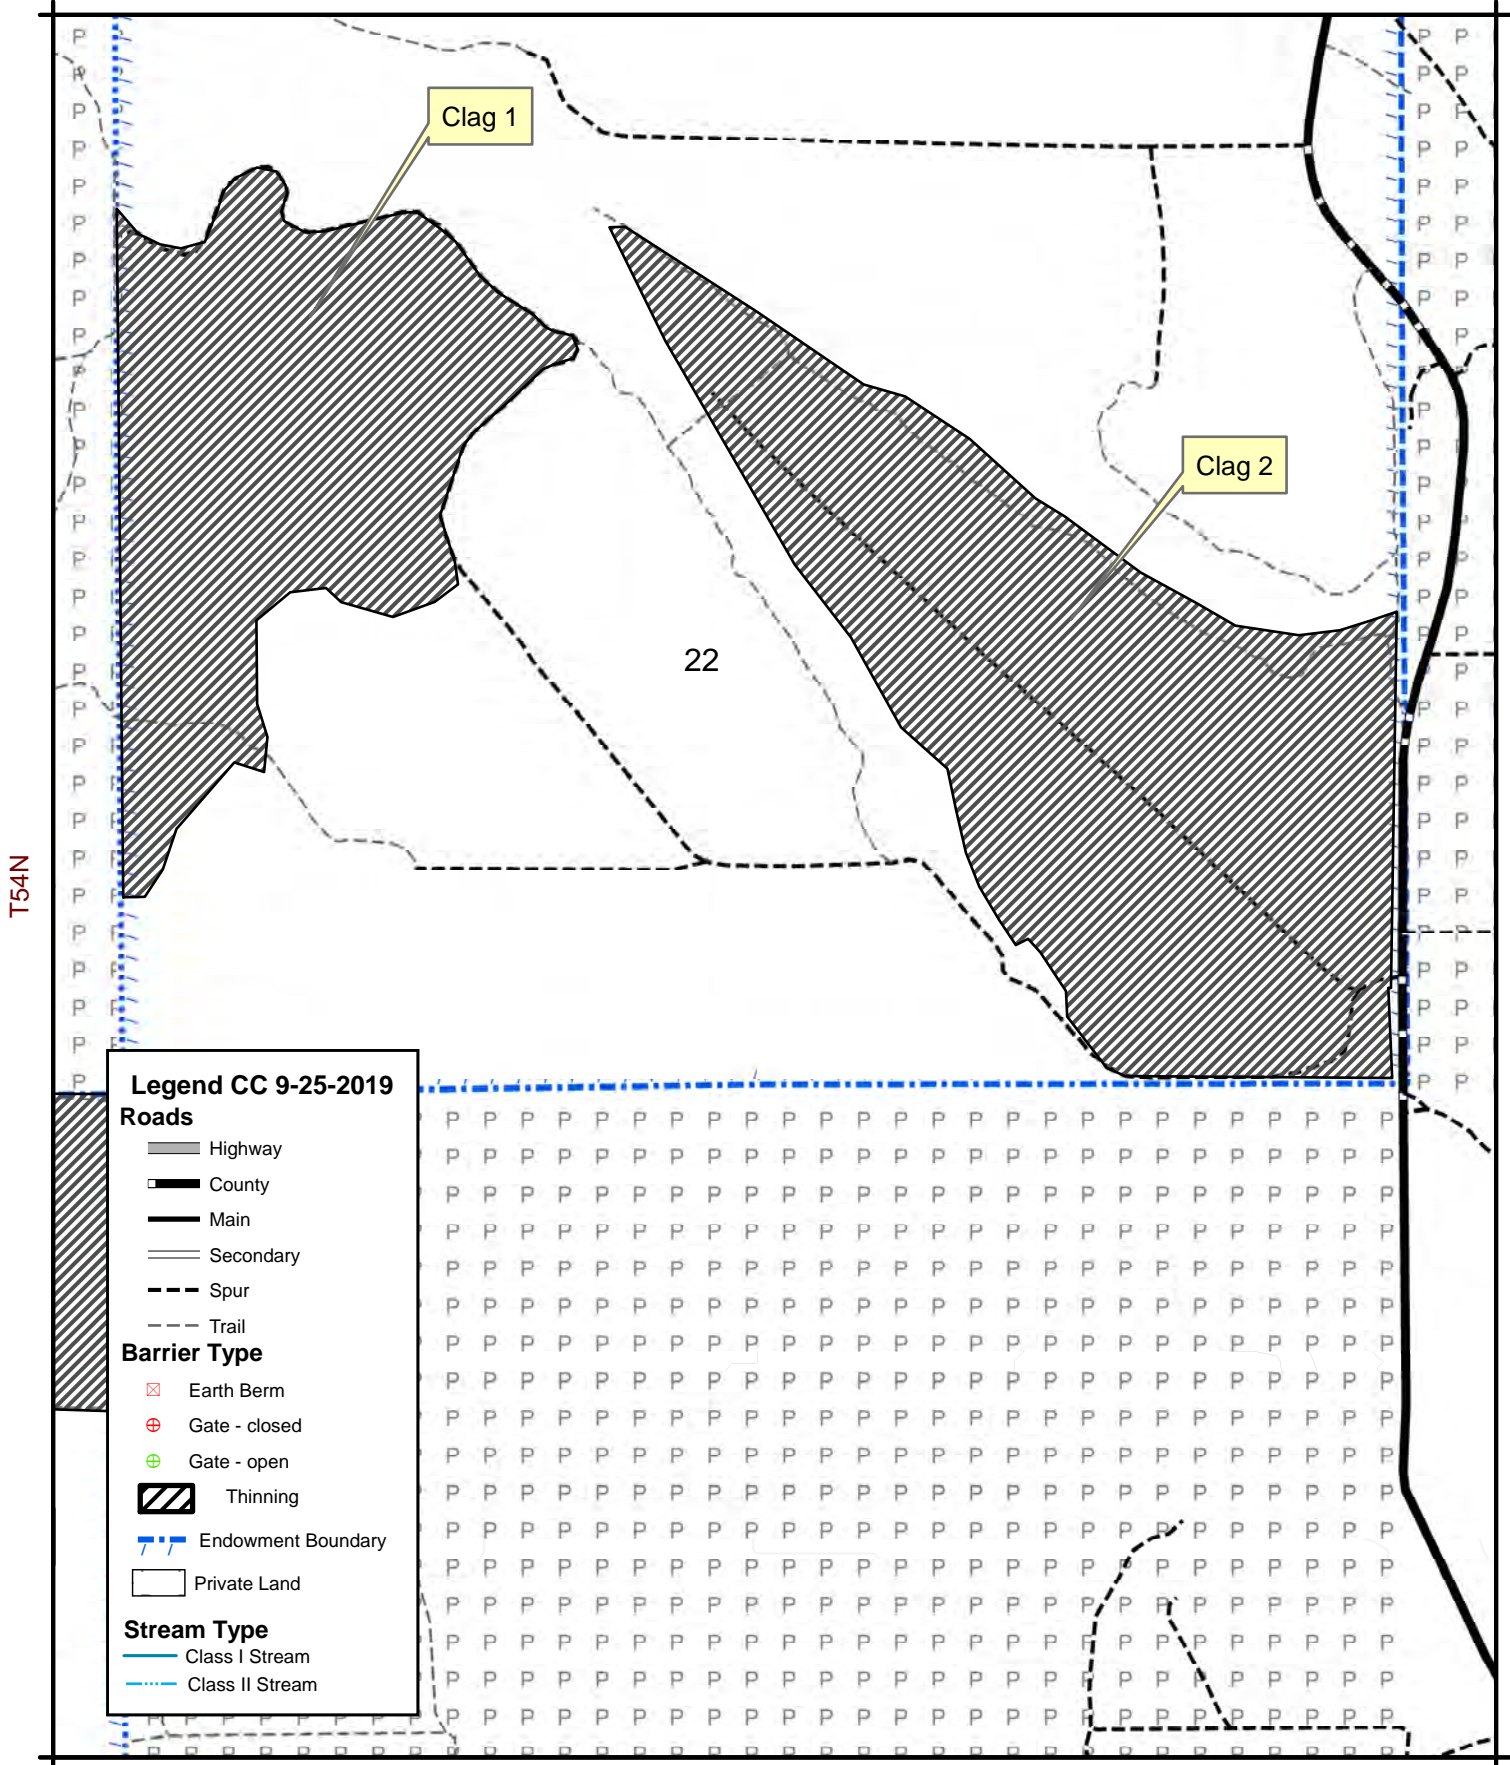 Clag 1
Clag 2
22
T54N
Legend CC 9-25-2019
Roads
Highway
County
Main
Secondary
Spur
Trail
Barrier Type
Earth Berm
Gate - closed
Gate - open
Thinning
Endowment Boundary
Private Land
Stream Type
Class I Stream
Class II Stream